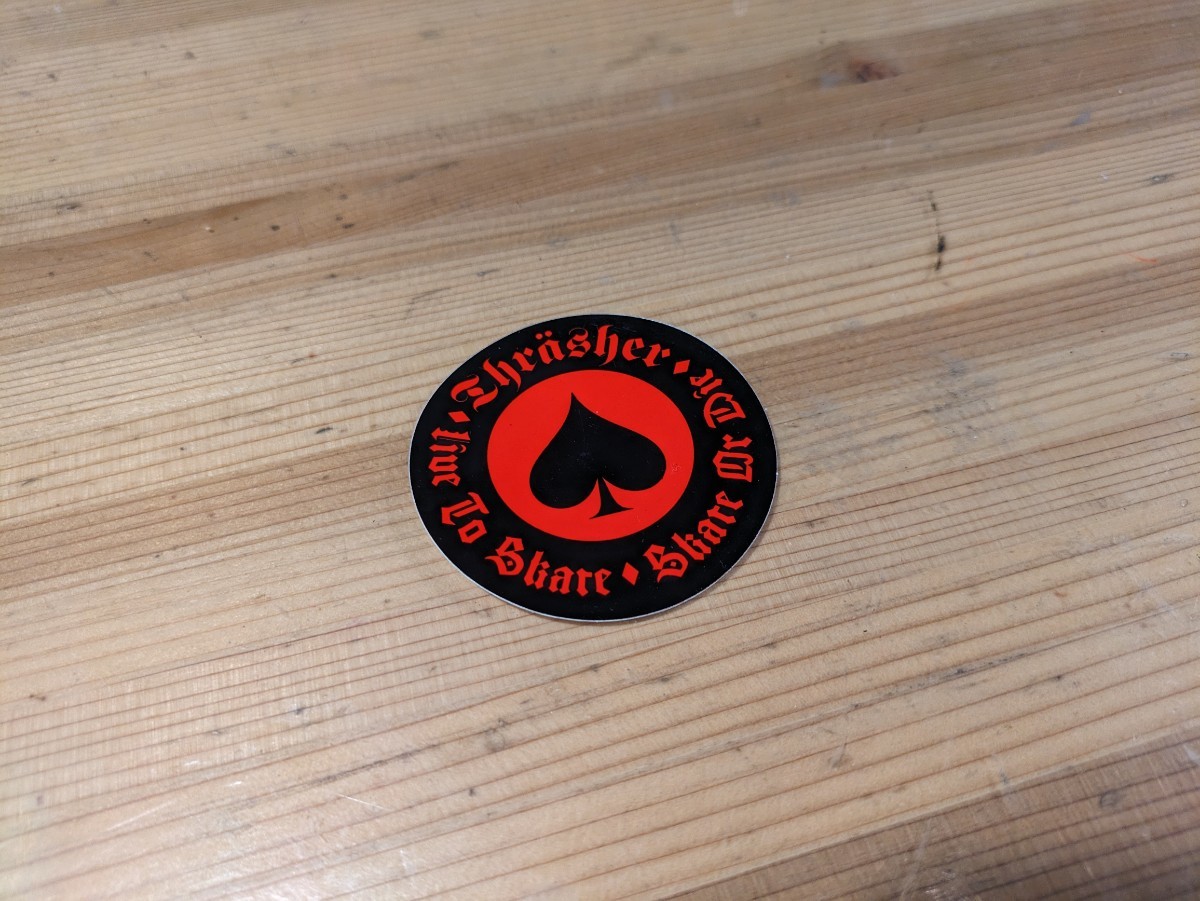 Thräsher
Skate Or Die
Live To Skate